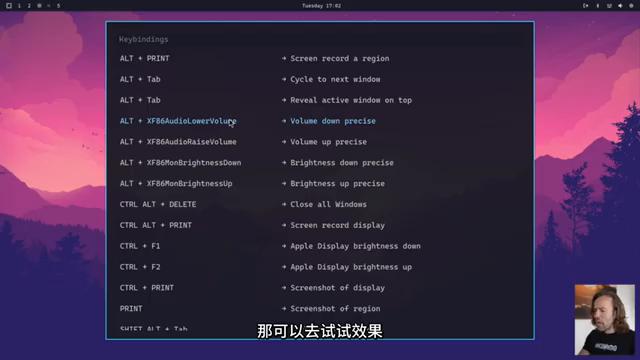 1 2 5
Tuesday 17:02
Keybindings
ALT + PRINT → Screen record a region
ALT + Tab → Cycle to next window
ALT + Tab → Reveal active window on top
ALT + XF86AudioLowerVolume → Volume down precise
ALT + XF86AudioRaiseVolume → Volume up precise
ALT + XF86MonBrightnessDown → Brightness down precise
ALT + XF86MonBrightnessUp → Brightness up precise
CTRL ALT + DELETE → Close all Windows
CTRL ALT + PRINT → Screen record display
CTRL + F1 → Apple Display brightness down
CTRL + F2 → Apple Display brightness up
CTRL + PRINT → Screenshot of display
PRINT → Screenshot of region
SHIFT ALT + Tab
那可以去试试效果